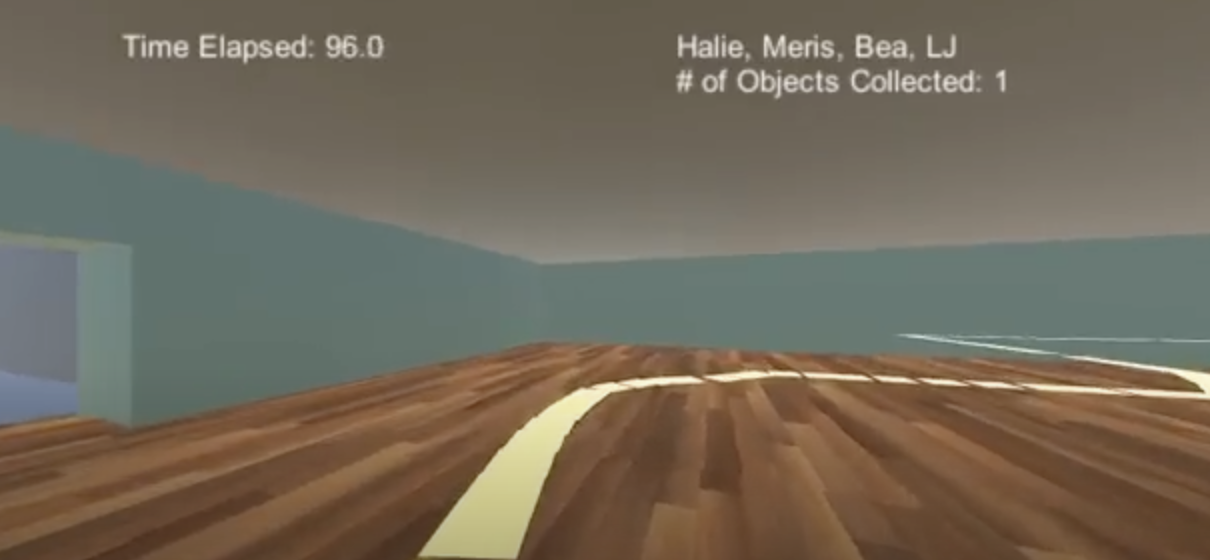 Time Elapsed: 96.0
Halie, Meris, Bea, LJ
# of Objects Collected: 1